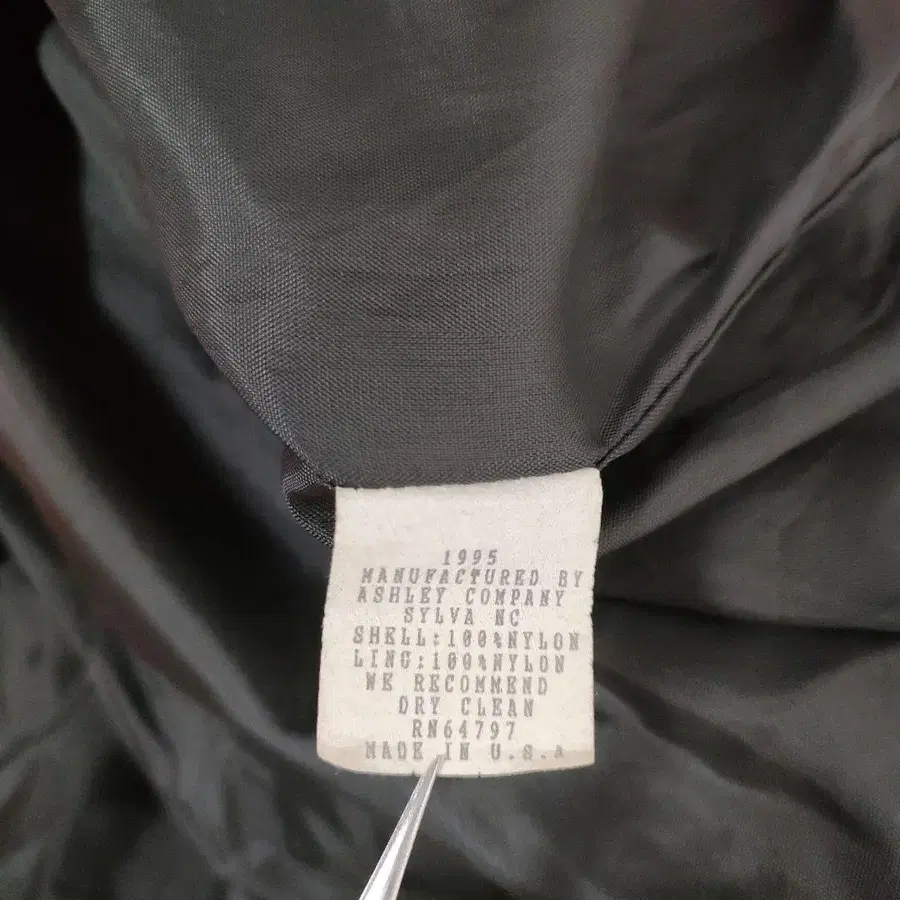 1995
MANUFACTURED BY
ASHLEY COMPANY
SYLVA NC
SHELL:100%NYLON
LING:100%NYLON
WE RECOMMEND
DRY CLEAN
RN64797
MADE IN U.S.A